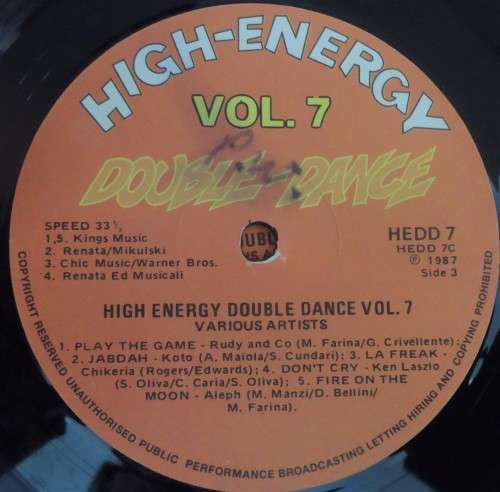 HIGH-ENERGY
VOL. 7
DOUBLE-DANCE
SPEED 33⅓
1,5. Kings Music
2. Renata/Mikulski
3. Chic Music/Warner Bros.
4. Renata Ed Musicali
HEDD 7
HEDD 7C
℗ 1987
Side 3
HIGH ENERGY DOUBLE DANCE VOL. 7
VARIOUS ARTISTS
1. PLAY THE GAME - Rudy and Co (M. Farina/G. Crivellente);
2. JABDAH - Koto (A. Maiola/S. Cundari); 3. LA FREAK -
Chikeria (Rogers/Edwards); 4. DON'T CRY - Ken Laszlo
(S. Oliva/C. Caria/S. Oliva); 5. FIRE ON THE
MOON - Aleph (M. Manzi/D. Bellini/
M. Farina).
COPYRIGHT RESERVED UNAUTHORISED PUBLIC PERFORMANCE BROADCASTING LETTING HIRING AND COPYING PROHIBITED